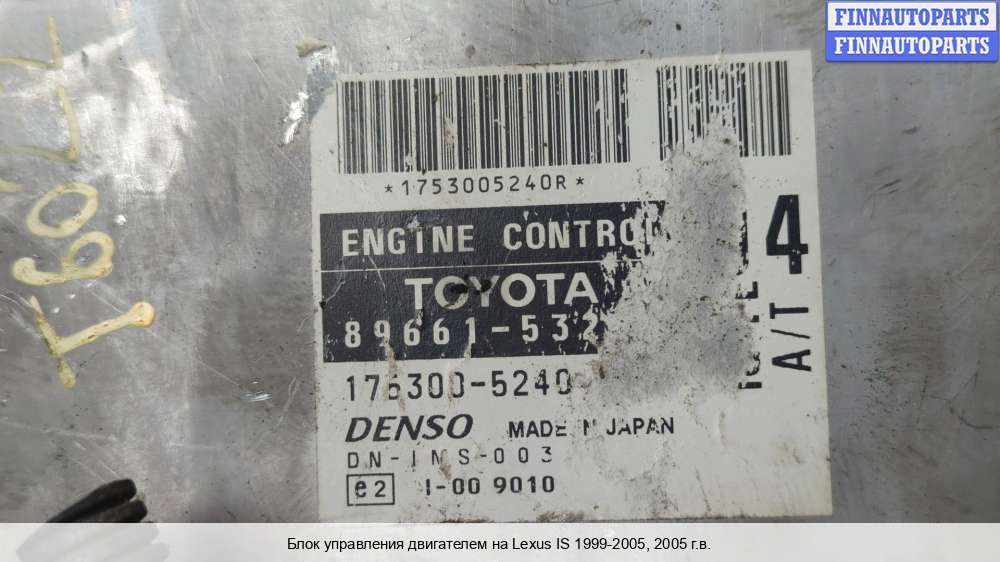 FINNAUTOPARTS
FINNAUTOPARTS
*1753005240R*
ENGINE CONTRO
TOYOTA
89661-532
175300-5240
DENSO MADE IN JAPAN
DN-IMS-003
e2 I-00 9010
4
A/T
Блок управления двигателем на Lexus IS 1999-2005, 2005 г.в.